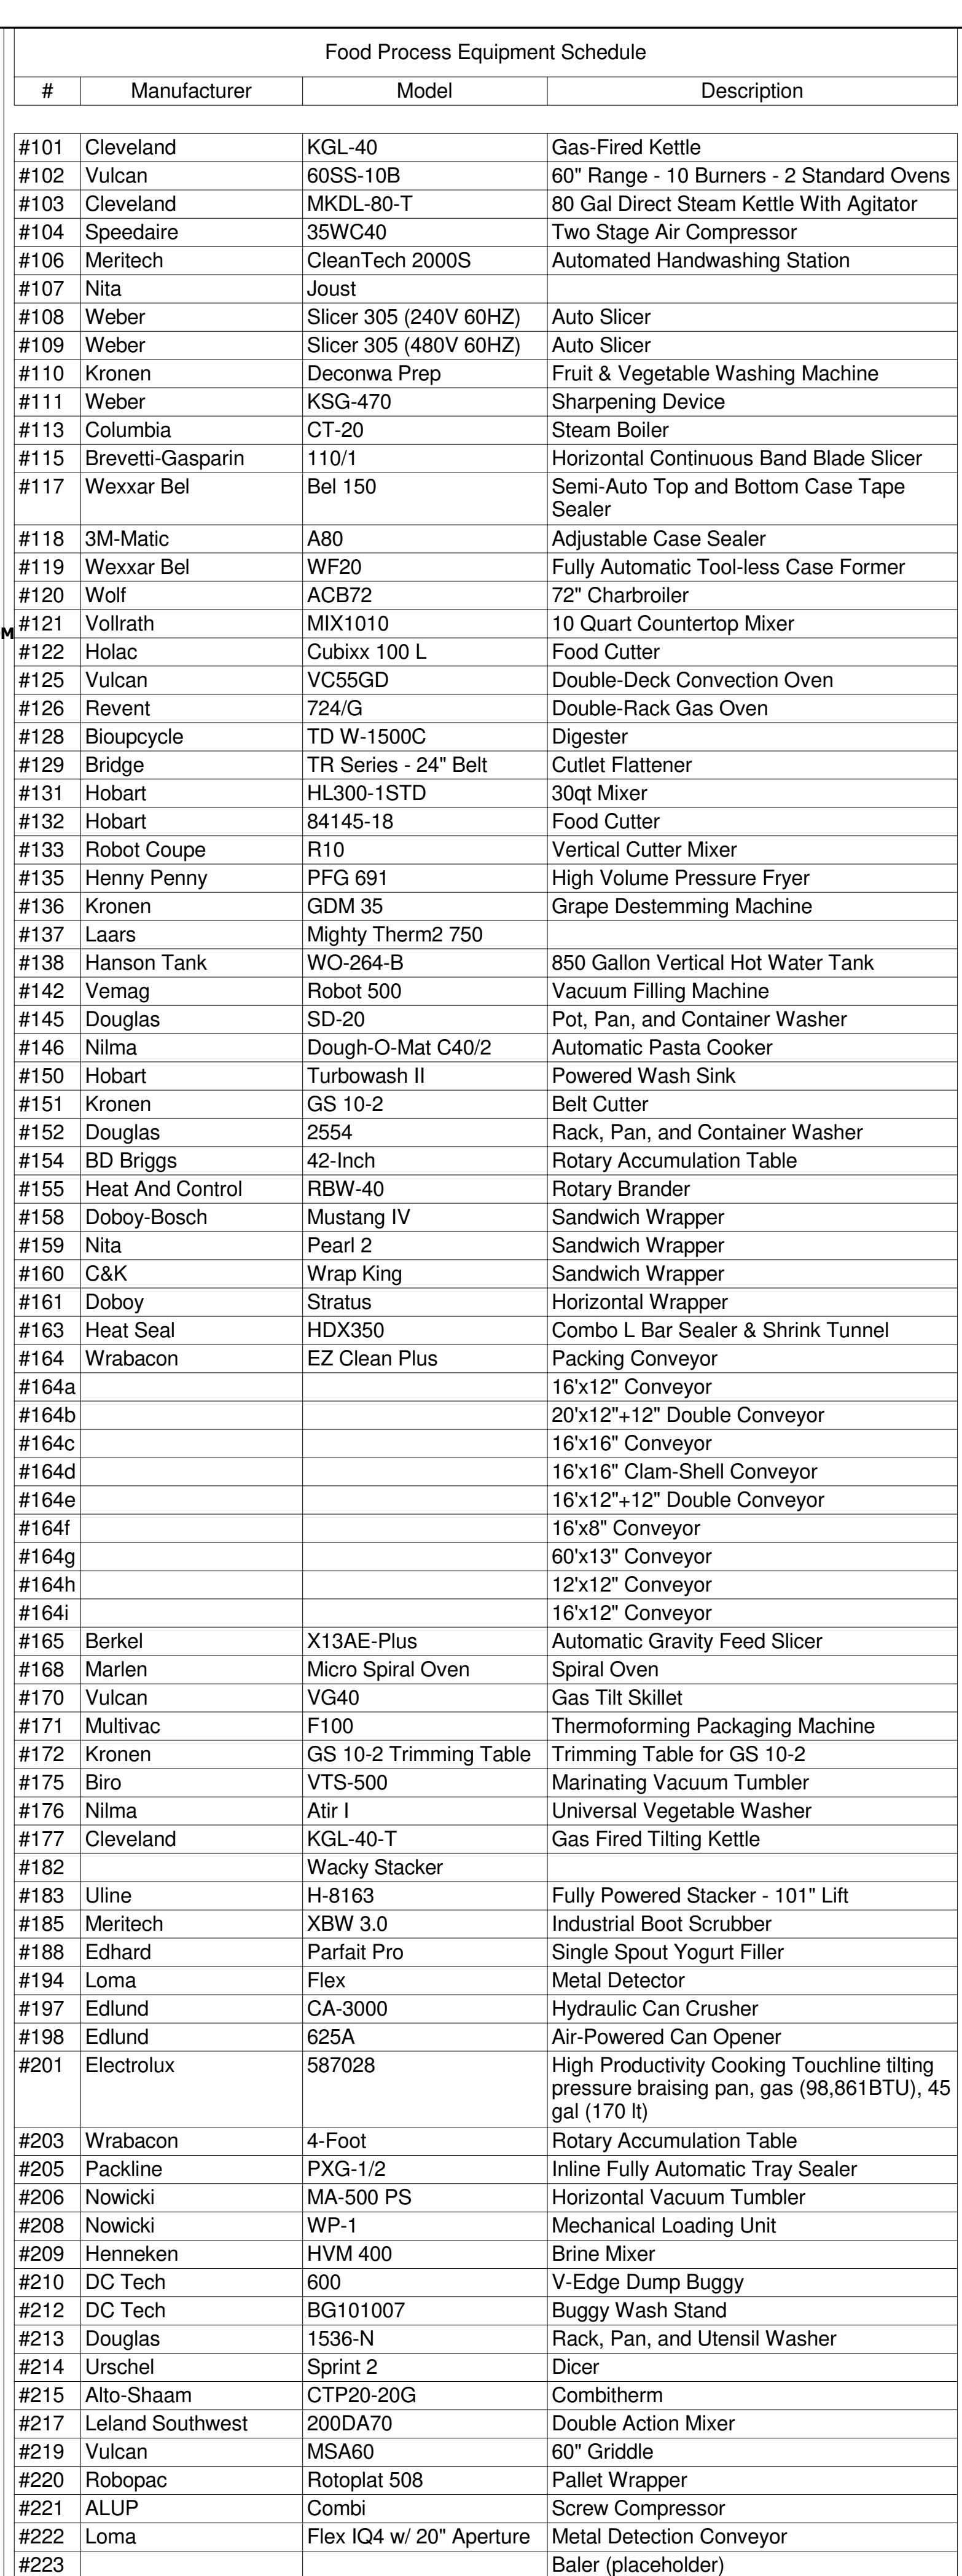 Food Process Equipment Schedule
# Manufacturer Model Description
#101 Cleveland KGL-40 Gas-Fired Kettle
#102 Vulcan 60SS-10B 60" Range - 10 Burners - 2 Standard Ovens
#103 Cleveland MKDL-80-T 80 Gal Direct Steam Kettle With Agitator
#104 Speedaire 35WC40 Two Stage Air Compressor
#106 Meritech CleanTech 2000S Automated Handwashing Station
#107 Nita Joust
#108 Weber Slicer 305 (240V 60HZ) Auto Slicer
#109 Weber Slicer 305 (480V 60HZ) Auto Slicer
#110 Kronen Deconwa Prep Fruit & Vegetable Washing Machine
#111 Weber KSG-470 Sharpening Device
#113 Columbia CT-20 Steam Boiler
#115 Brevetti-Gasparin 110/1 Horizontal Continuous Band Blade Slicer
#117 Wexxar Bel Bel 150 Semi-Auto Top and Bottom Case Tape
Sealer
#118 3M-Matic A80 Adjustable Case Sealer
#119 Wexxar Bel WF20 Fully Automatic Tool-less Case Former
#120 Wolf ACB72 72" Charbroiler
M
#121 Vollrath MIX1010 10 Quart Countertop Mixer
#122 Holac Cubixx 100 L Food Cutter
#125 Vulcan VC55GD Double-Deck Convection Oven
#126 Revent 724/G Double-Rack Gas Oven
#128 Bioupcycle TD W-1500C Digester
#129 Bridge TR Series - 24" Belt Cutlet Flattener
#131 Hobart HL300-1STD 30qt Mixer
#132 Hobart 84145-18 Food Cutter
#133 Robot Coupe R10 Vertical Cutter Mixer
#135 Henny Penny PFG 691 High Volume Pressure Fryer
#136 Kronen GDM 35 Grape Destemming Machine
#137 Laars Mighty Therm2 750
#138 Hanson Tank WO-264-B 850 Gallon Vertical Hot Water Tank
#142 Vemag Robot 500 Vacuum Filling Machine
#145 Douglas SD-20 Pot, Pan, and Container Washer
#146 Nilma Dough-O-Mat C40/2 Automatic Pasta Cooker
#150 Hobart Turbowash II Powered Wash Sink
#151 Kronen GS 10-2 Belt Cutter
#152 Douglas 2554 Rack, Pan, and Container Washer
#154 BD Briggs 42-Inch Rotary Accumulation Table
#155 Heat And Control RBW-40 Rotary Brander
#158 Doboy-Bosch Mustang IV Sandwich Wrapper
#159 Nita Pearl 2 Sandwich Wrapper
#160 C&K Wrap King Sandwich Wrapper
#161 Doboy Stratus Horizontal Wrapper
#163 Heat Seal HDX350 Combo L Bar Sealer & Shrink Tunnel
#164 Wrabacon EZ Clean Plus Packing Conveyor
#164a 16'x12" Conveyor
#164b 20'x12"+12" Double Conveyor
#164c 16'x16" Conveyor
#164d 16'x16" Clam-Shell Conveyor
#164e 16'x12"+12" Double Conveyor
#164f 16'x8" Conveyor
#164g 60'x13" Conveyor
#164h 12'x12" Conveyor
#164i 16'x12" Conveyor
#165 Berkel X13AE-Plus Automatic Gravity Feed Slicer
#168 Marlen Micro Spiral Oven Spiral Oven
#170 Vulcan VG40 Gas Tilt Skillet
#171 Multivac F100 Thermoforming Packaging Machine
#172 Kronen GS 10-2 Trimming Table Trimming Table for GS 10-2
#175 Biro VTS-500 Marinating Vacuum Tumbler
#176 Nilma Atir I Universal Vegetable Washer
#177 Cleveland KGL-40-T Gas Fired Tilting Kettle
#182 Wacky Stacker
#183 Uline H-8163 Fully Powered Stacker - 101" Lift
#185 Meritech XBW 3.0 Industrial Boot Scrubber
#188 Edhard Parfait Pro Single Spout Yogurt Filler
#194 Loma Flex Metal Detector
#197 Edlund CA-3000 Hydraulic Can Crusher
#198 Edlund 625A Air-Powered Can Opener
#201 Electrolux 587028 High Productivity Cooking Touchline tilting
pressure braising pan, gas (98,861BTU), 45
gal (170 lt)
#203 Wrabacon 4-Foot Rotary Accumulation Table
#205 Packline PXG-1/2 Inline Fully Automatic Tray Sealer
#206 Nowicki MA-500 PS Horizontal Vacuum Tumbler
#208 Nowicki WP-1 Mechanical Loading Unit
#209 Henneken HVM 400 Brine Mixer
#210 DC Tech 600 V-Edge Dump Buggy
#212 DC Tech BG101007 Buggy Wash Stand
#213 Douglas 1536-N Rack, Pan, and Utensil Washer
#214 Urschel Sprint 2 Dicer
#215 Alto-Shaam CTP20-20G Combitherm
#217 Leland Southwest 200DA70 Double Action Mixer
#219 Vulcan MSA60 60" Griddle
#220 Robopac Rotoplat 508 Pallet Wrapper
#221 ALUP Combi Screw Compressor
#222 Loma Flex IQ4 w/ 20" Aperture Metal Detection Conveyor
#223 Baler (placeholder)